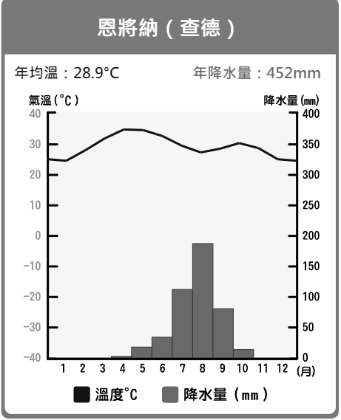 恩將納（查德）
年均溫：28.9°C 年降水量：452mm
氣溫(°C) 降水量(mm)
40 400
30 350
20 300
10 250
0 200
-10 150
-20 100
-30 50
-40 0
1 2 3 4 5 6 7 8 9 10 11 12 (月)
溫度°C 降水量（mm）